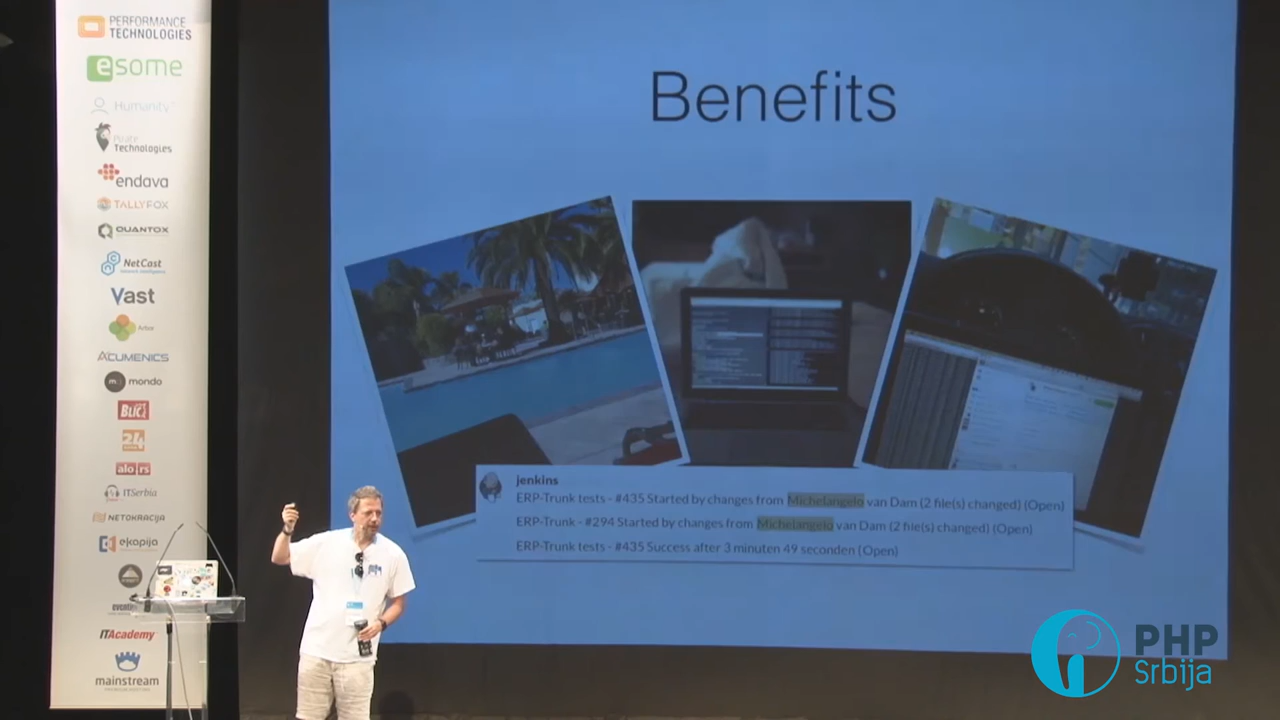 PERFORMANCE
TECHNOLOGIES
esome
Humanity
Pirate
Technologies
endava
TALLYFOX
QUANTOX
NetCast
Vast
Arbor
ACUMENICS
mondo
BLIC
24
alo.rs
ITSerbia
NETOKRACIJA
ekapija
ITAcademy
mainstream
Benefits
jenkins
ERP-Trunk tests - #435 Started by changes from Michelangelo van Dam (2 file(s) changed) (Open)
ERP-Trunk - #294 Started by changes from Michelangelo van Dam (2 file(s) changed) (Open)
ERP-Trunk tests - #435 Success after 3 minuten 49 seconden (Open)
PHP
Srbija